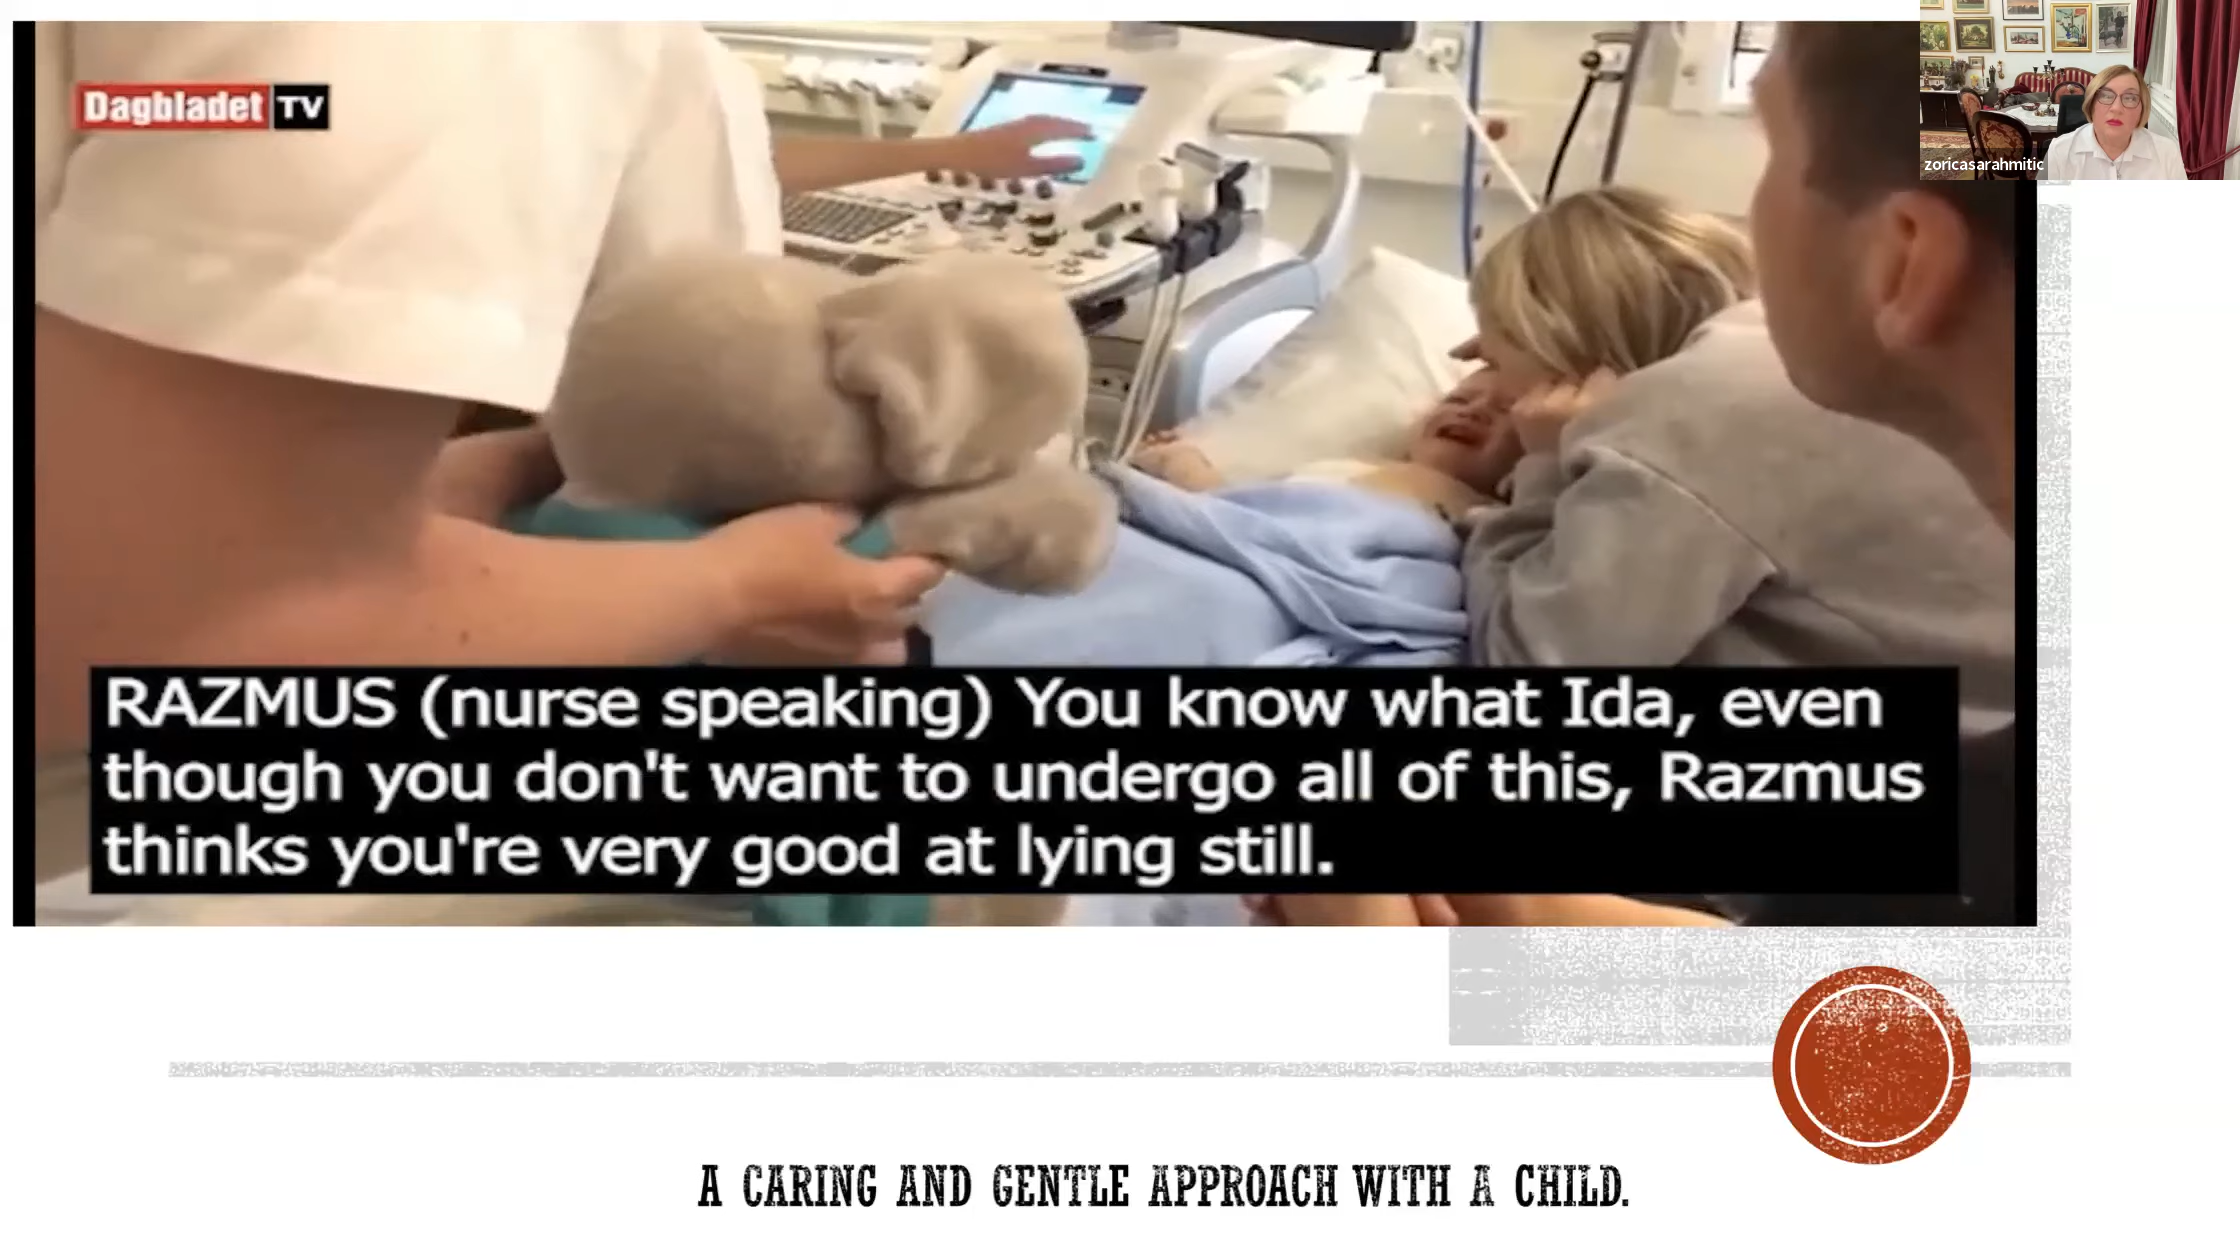 Dagbladet TV
zoricasarahmitic
RAZMUS (nurse speaking) You know what Ida, even
though you don't want to undergo all of this, Razmus
thinks you're very good at lying still.
A CARING AND GENTLE APPROACH WITH A CHILD.